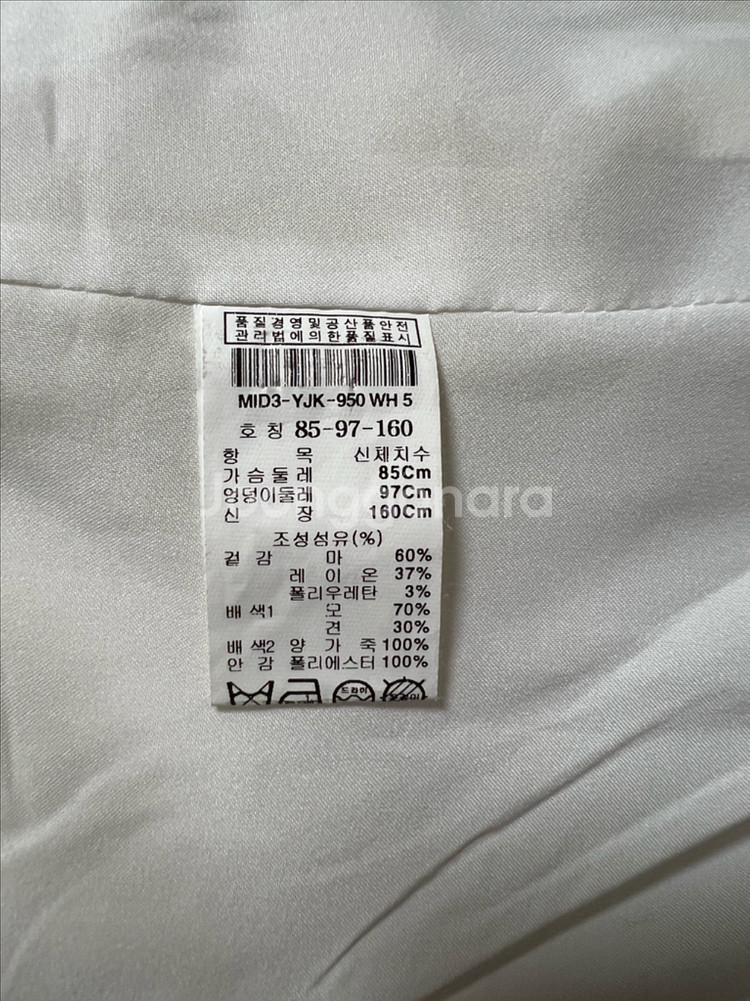 품질경영및공산품안전
관리법에의한품질표시
MID3-YJK-950 WH 5
호 칭 85-97-160
항 목 신체치수
가슴둘레 85Cm
엉덩이둘레 97Cm
신 장 160Cm
조성섬유(%)
겉 감 마 60%
레 이 온 37%
폴리우레탄 3%
배 색1 모 70%
견 30%
배 색2 양 가 죽 100%
안 감 폴리에스터 100%
드라이